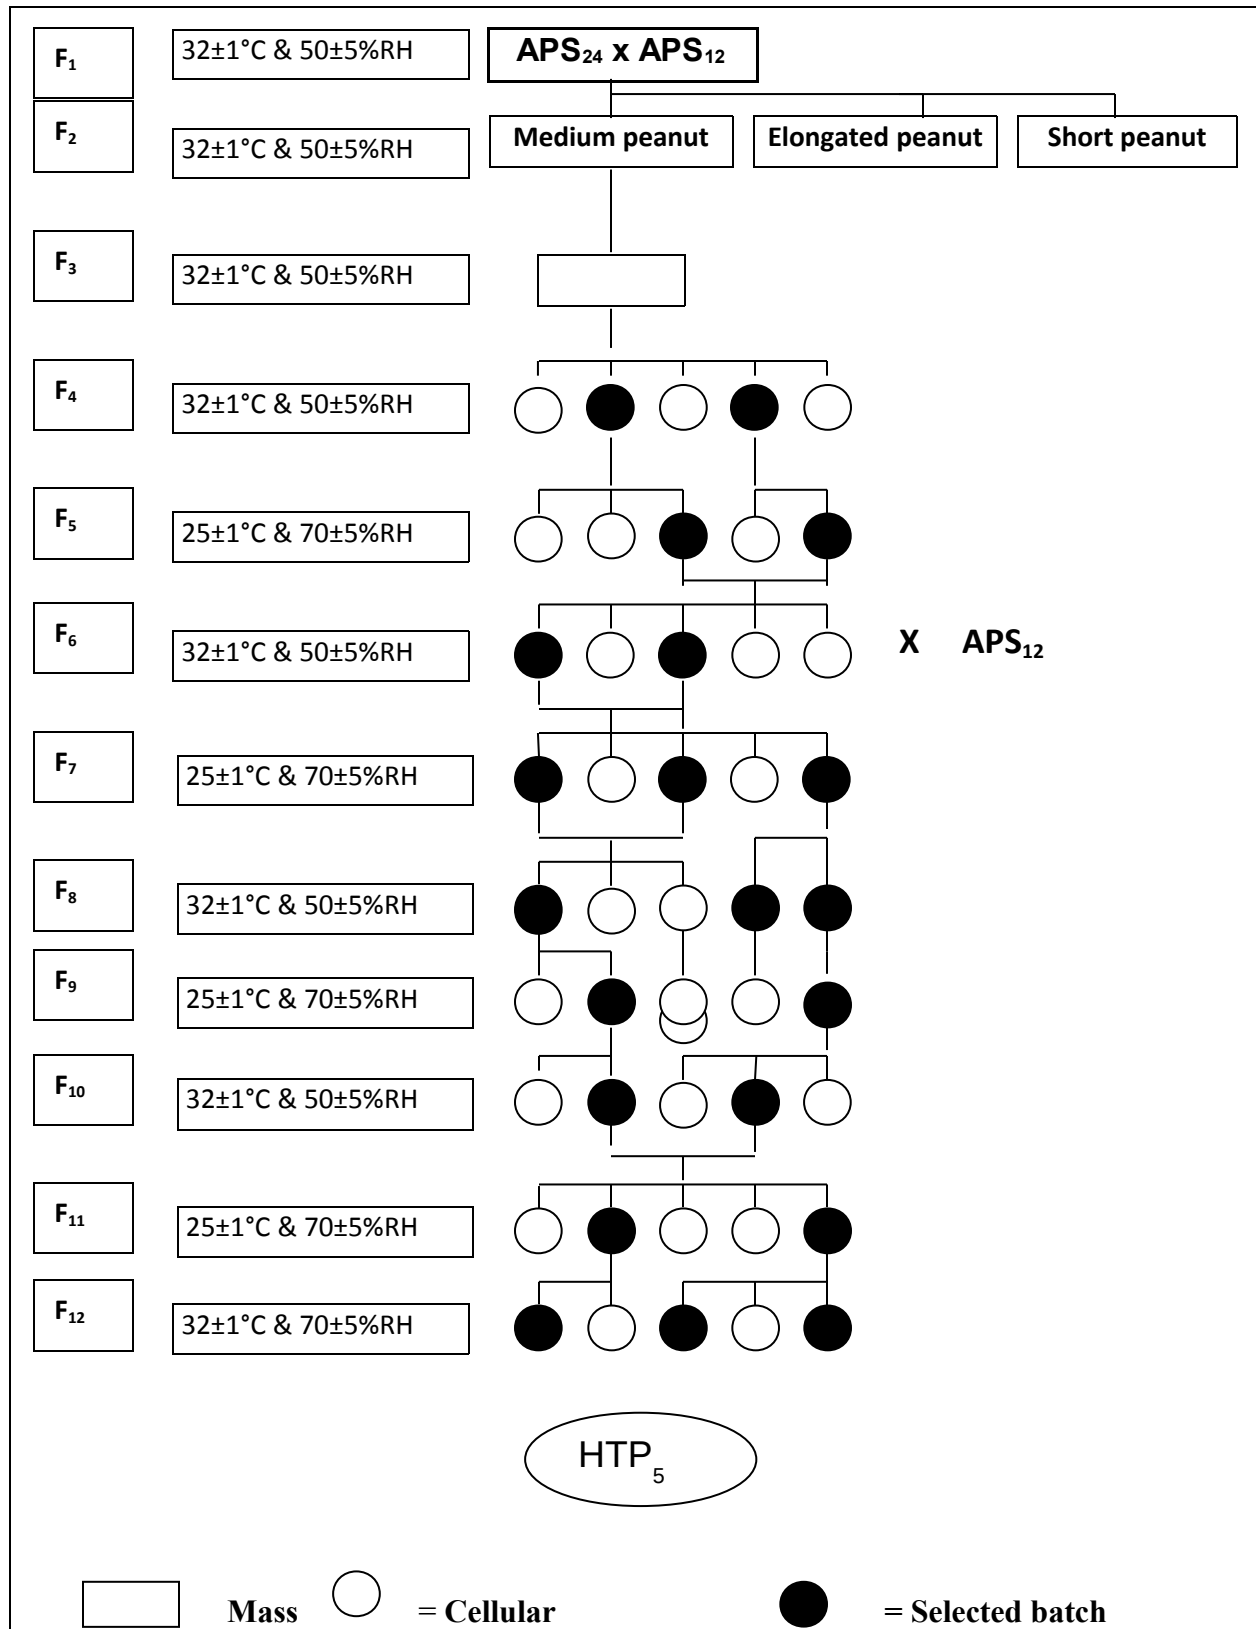 F₁ 32±1°C & 50±5%RH APS₂₄ x APS₁₂
F₂ 32±1°C & 50±5%RH Medium peanut Elongated peanut Short peanut
F₃ 32±1°C & 50±5%RH
F₄ 32±1°C & 50±5%RH
F₅ 25±1°C & 70±5%RH
F₆ 32±1°C & 50±5%RH X APS₁₂
F₇ 25±1°C & 70±5%RH
F₈ 32±1°C & 50±5%RH
F₉ 25±1°C & 70±5%RH
F₁₀ 32±1°C & 50±5%RH
F₁₁ 25±1°C & 70±5%RH
F₁₂ 32±1°C & 70±5%RH
HTP₅
Mass = Cellular = Selected batch